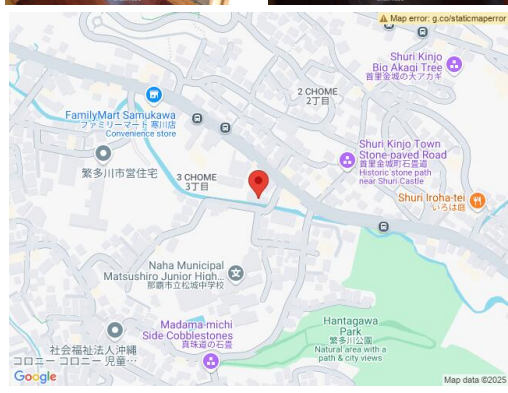 Map error: g.co/staticmaperror
Shuri Kinjo
Big Akagi Tree
首里金城の大アカギ
2 CHOME
2丁目
FamilyMart Samukawa
ファミリーマート 寒川店
Convenience store
Shuri Kinjo Town
Stone-paved Road
首里金城町石畳道
Historic stone path
near Shuri Castle
繁多川市営住宅
3 CHOME
3丁目
Shuri Iroha-tei
いろは庭
Naha Municipal
Matsushiro Junior High...
那覇市立松城中学校
Madama-michi
Side Cobblestones
真珠道の石畳
Hantagawa
Park
繁多川公園
Natural area with a
path & city views
社会福祉法人沖縄
コロニー コロニー 児童…
Google
Map data ©2025